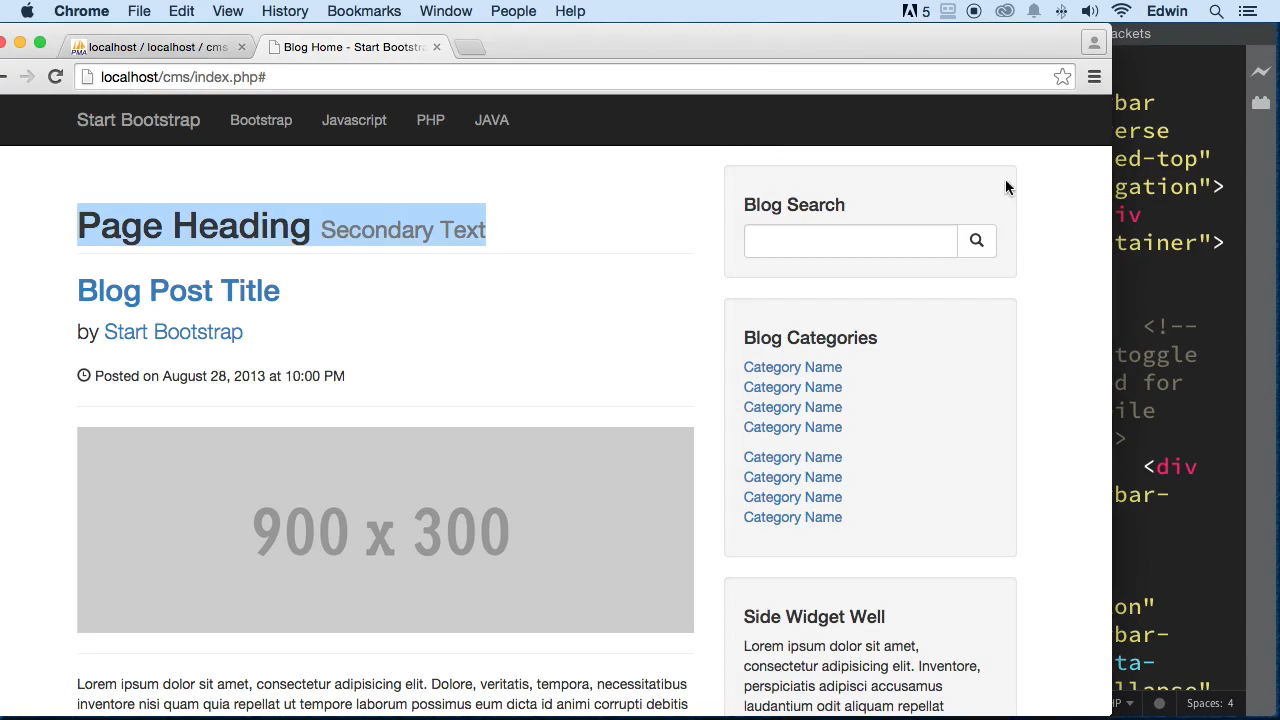 Chrome File Edit View History Bookmarks Window People Help 5 Edwin
localhost / localhost / cms
Blog Home - Start Bootstra
ackets
localhost/cms/index.php#
Start Bootstrap Bootstrap Javascript PHP JAVA
Page Heading Secondary Text
Blog Post Title
by Start Bootstrap
Posted on August 28, 2013 at 10:00 PM
900 x 300
Lorem ipsum dolor sit amet, consectetur adipisicing elit. Dolore, veritatis, tempora, necessitatibus
inventore nisi quam quia repellat ut tempore laborum possimus eum dicta id animi corrupti debitis
Blog Search
Blog Categories
Category Name
Category Name
Category Name
Category Name
Category Name
Category Name
Category Name
Category Name
Side Widget Well
Lorem ipsum dolor sit amet,
consectetur adipisicing elit. Inventore,
perspiciatis adipisci accusamus
laudantium odit aliquam repellat
bar
erse
ed-top"
igation">
iv
tainer">
<!--
toggle
d for
ile
>
<div
bar-
on"
bar-
ta-
llapse"
HP Spaces: 4